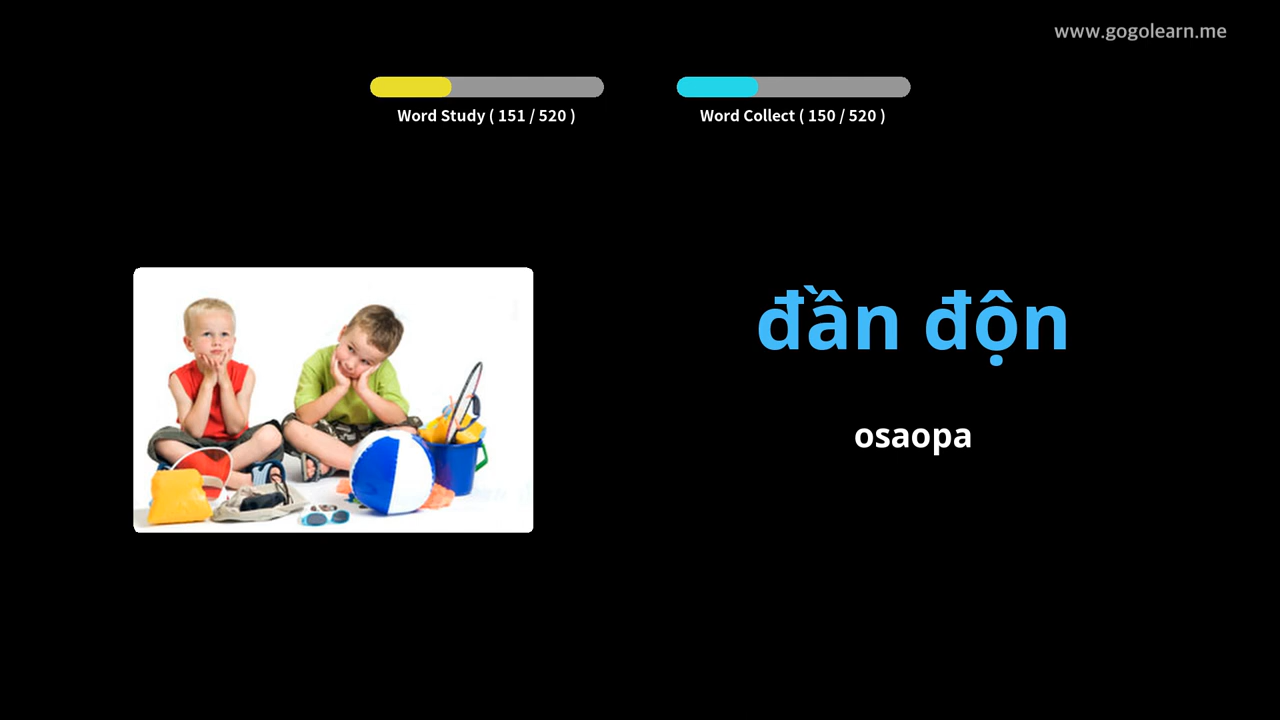 www.gogolearn.me
Word Study ( 151 / 520 )
Word Collect ( 150 / 520 )
đần độn
osaopa